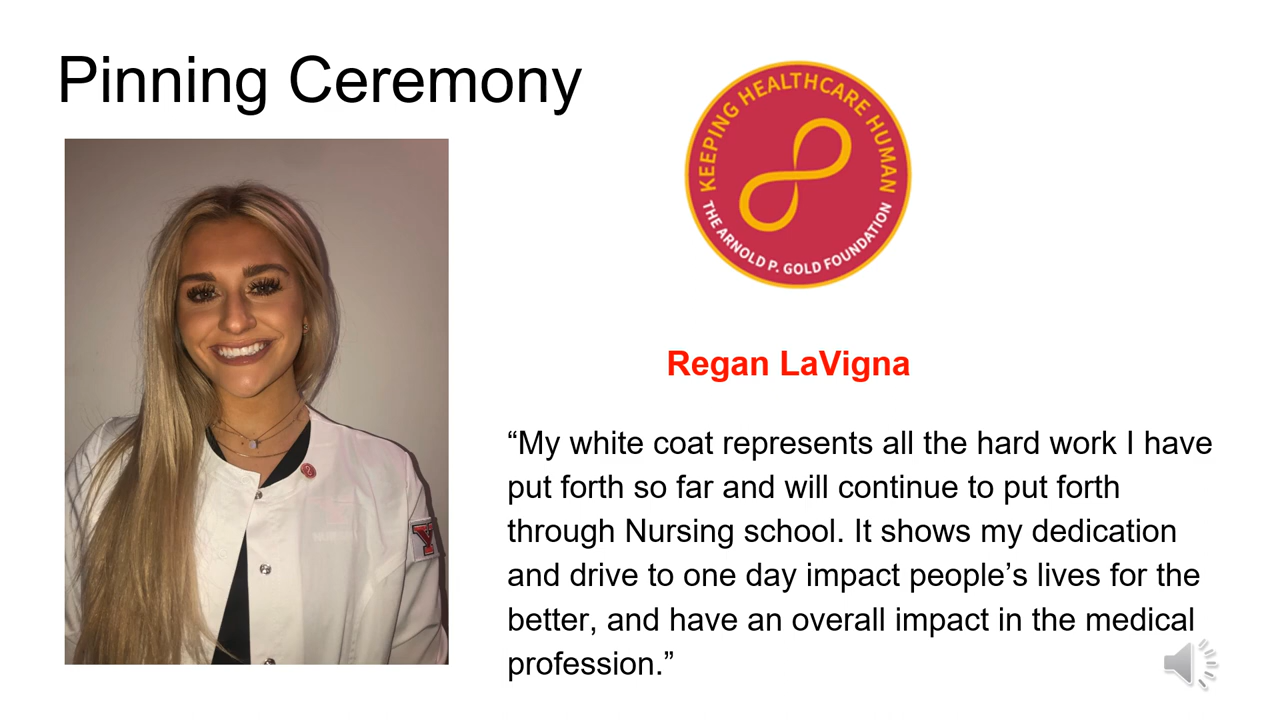 Pinning Ceremony
KEEPING HEALTHCARE HUMAN
THE ARNOLD P. GOLD FOUNDATION
Regan LaVigna
“My white coat represents all the hard work I have
put forth so far and will continue to put forth
through Nursing school. It shows my dedication
and drive to one day impact people’s lives for the
better, and have an overall impact in the medical
profession.”
Y